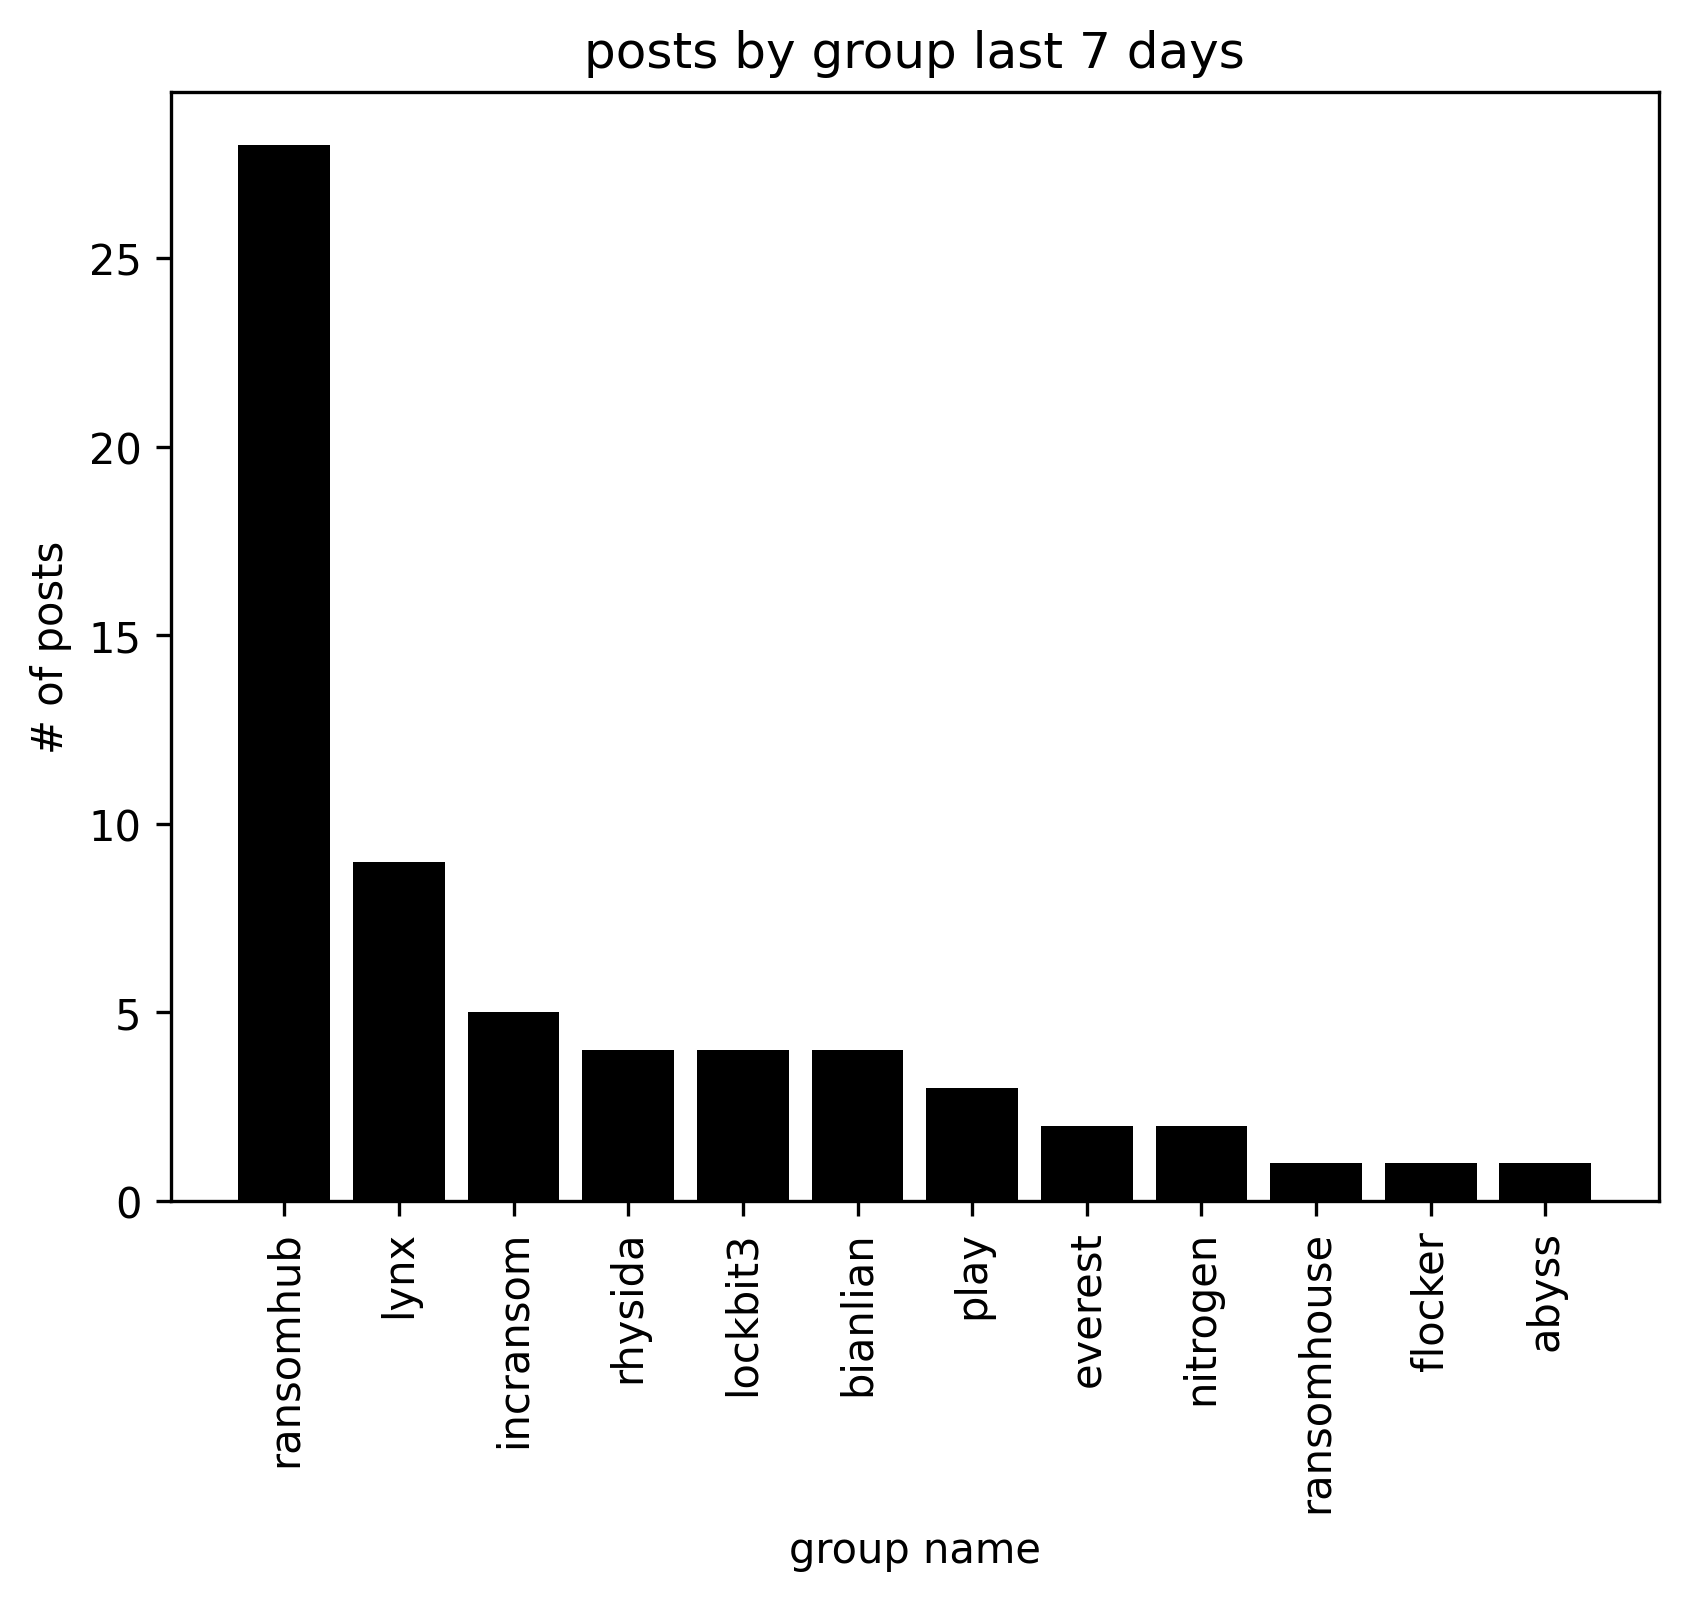 posts by group last 7 days
# of posts
25
20
15
10
5
0
ransomhub
lynx
incransom
rhysida
lockbit3
bianlian
play
everest
nitrogen
ransomhouse
flocker
abyss
group name